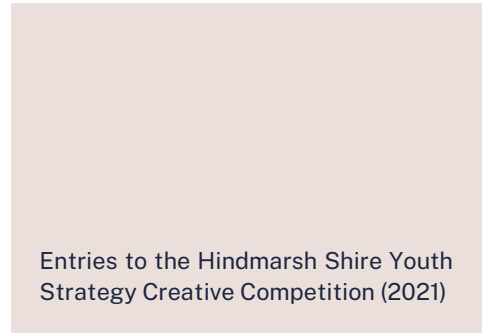 Entries to the Hindmarsh Shire Youth
Strategy Creative Competition (2021)